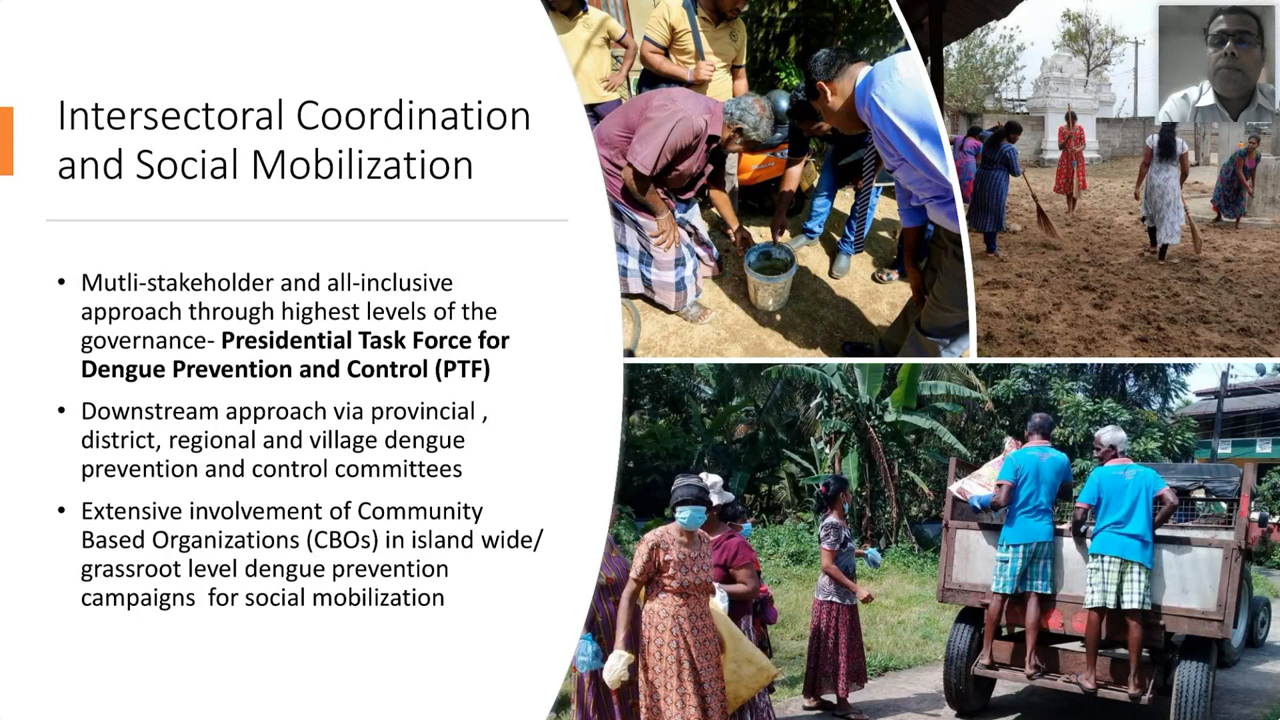 Intersectoral Coordination
and Social Mobilization
• Mutli-stakeholder and all-inclusive
approach through highest levels of the
governance- Presidential Task Force for
Dengue Prevention and Control (PTF)
• Downstream approach via provincial ,
district, regional and village dengue
prevention and control committees
• Extensive involvement of Community
Based Organizations (CBOs) in island wide/
grassroot level dengue prevention
campaigns  for social mobilization